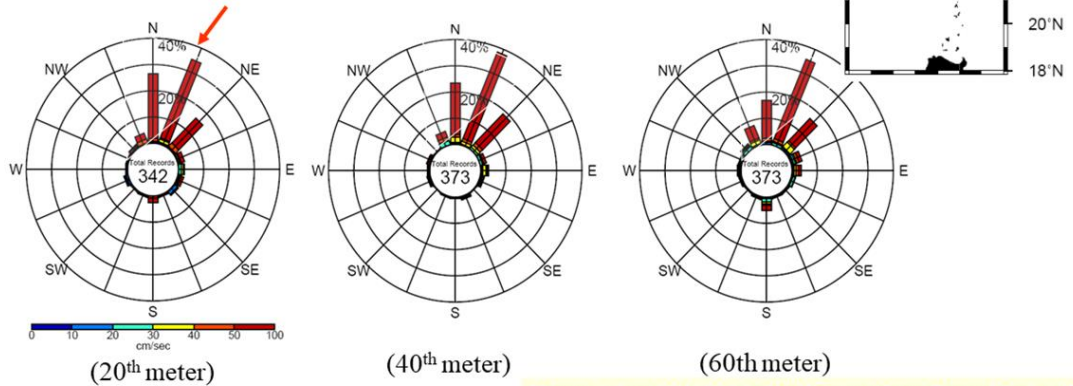 20°N
18°N
N
40%
NW
NE
20%
W
Total Records
342
E
SW
SE
S
0 10 20 30 40 50 100
cm/sec
(20th meter)
N
40%
NW
NE
20%
W
Total Records
373
E
SW
SE
S
(40th meter)
N
40%
NW
20%
W
Total Records
373
E
SW
SE
S
(60th meter)